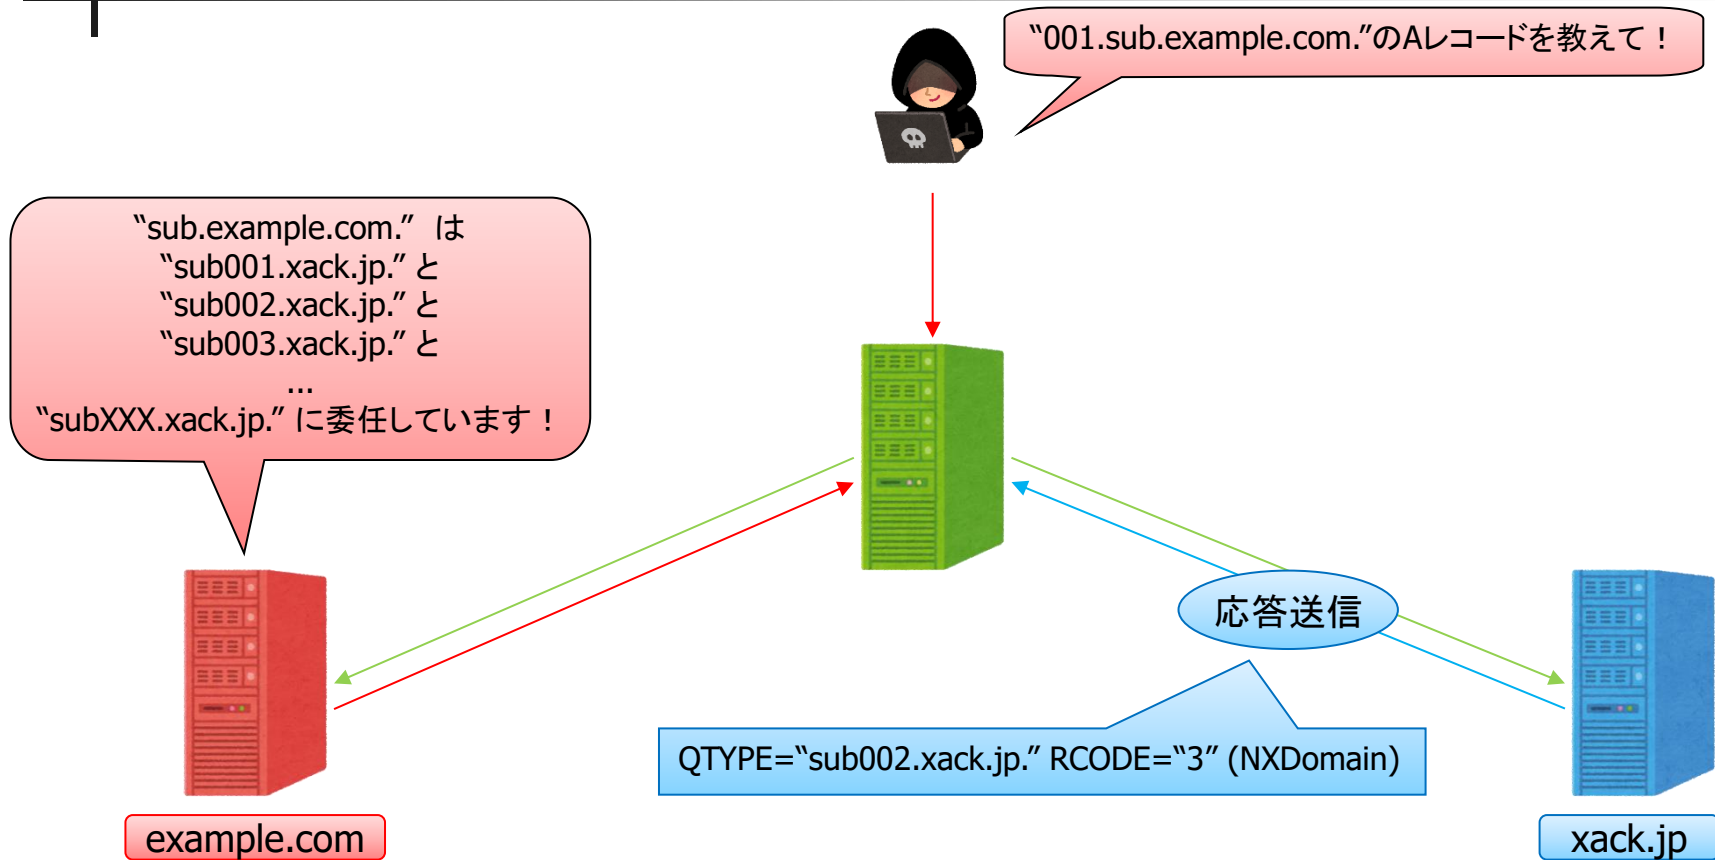 “001.sub.example.com.”のAレコードを教えて！
“sub.example.com.” は
“sub001.xack.jp.” と
“sub002.xack.jp.” と
“sub003.xack.jp.” と
...
“subXXX.xack.jp.” に委任しています！
応答送信
QTYPE=“sub002.xack.jp.” RCODE=“3” (NXDomain)
example.com
xack.jp